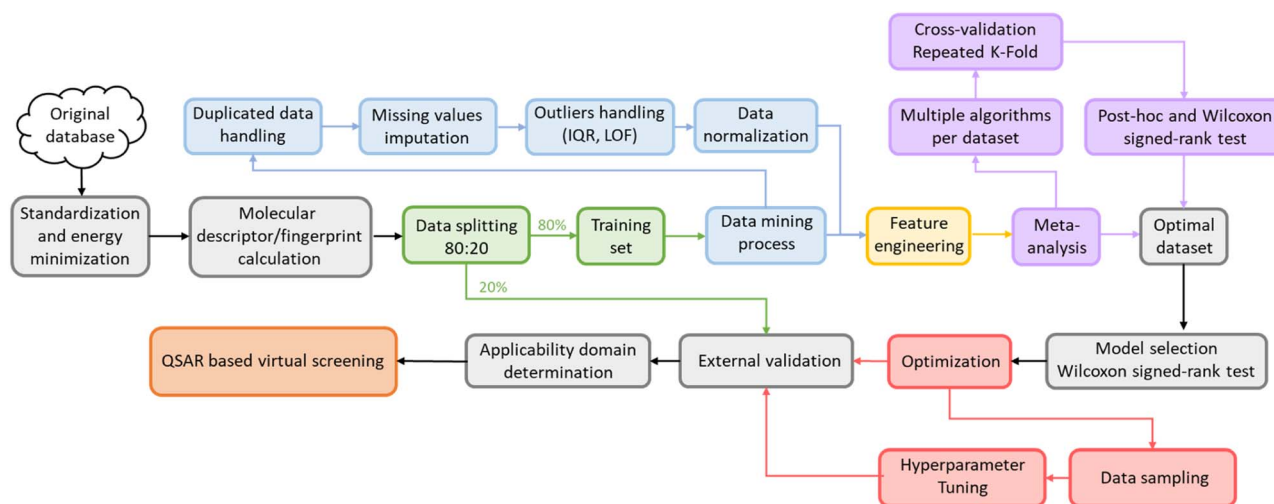 Cross-validation
Repeated K-Fold
Original
database
Duplicated data
handling
Missing values
imputation
Outliers handling
(IQR, LOF)
Data
normalization
Multiple algorithms
per dataset
Post-hoc and Wilcoxon
signed-rank test
Standardization
and energy
minimization
Molecular
descriptor/fingerprint
calculation
Data splitting
80:20
80%
Training
set
Data mining
process
Feature
engineering
Meta-
analysis
Optimal
dataset
20%
QSAR based virtual screening
Applicability domain
determination
External validation
Optimization
Model selection
Wilcoxon signed-rank test
Hyperparameter
Tuning
Data sampling